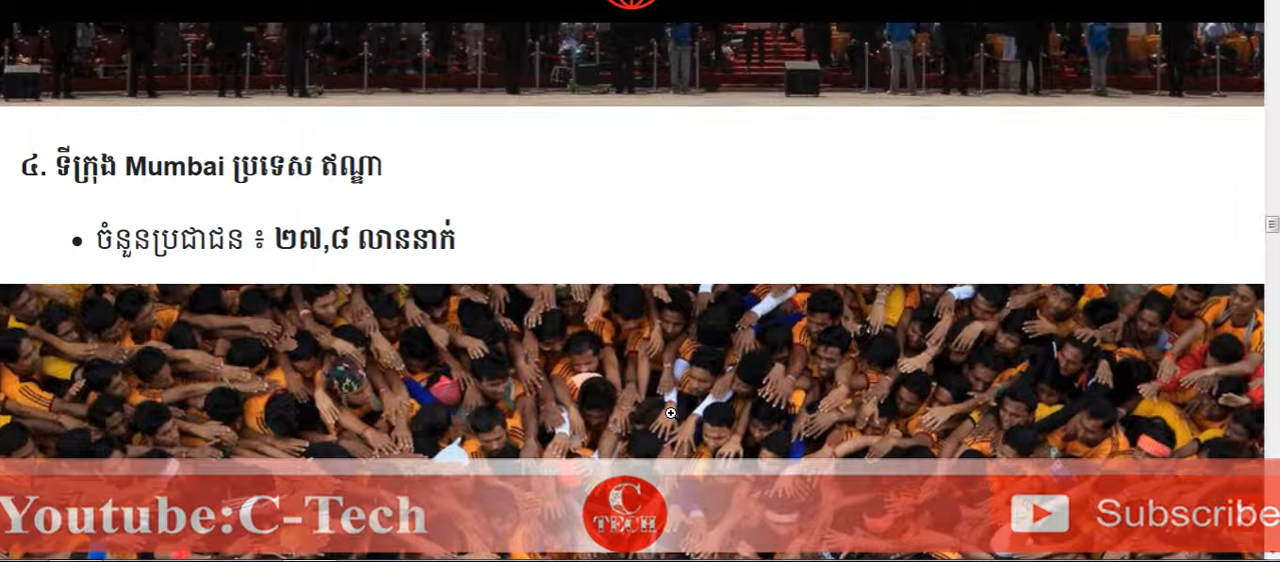 ៤. ទីក្រុង Mumbai ប្រទេស ឥណ្ឌា
• ចំនួនប្រជាជន ៖ ២៧,៨ លាននាក់
Youtube:C-Tech
C
TECH
Subscribe